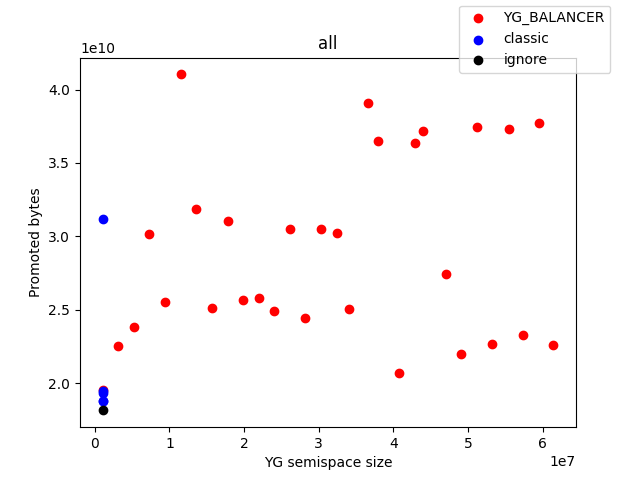 all
1e10
YG_BALANCER
classic
ignore
Promoted bytes
4.0
3.5
3.0
2.5
2.0
0 1 2 3 4 5 6
YG semispace size
1e7